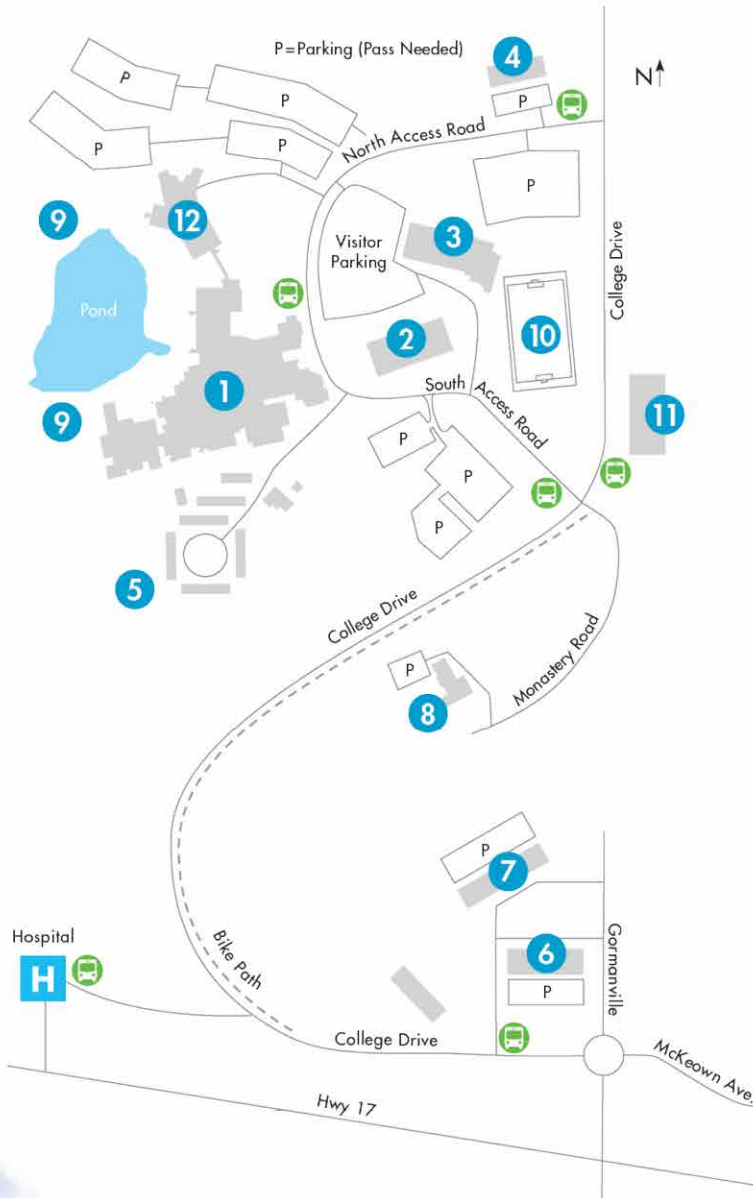 P=Parking (Pass Needed)
4
N
P
P
P
P
P
North Access Road
P
9
12
3
Visitor
Parking
College Drive
Pond
10
2
1
South Access Road
11
9
P
P
P
5
College Drive
P
Monastery Road
8
P
7
Gormanville
Hospital
H
Bike Path
6
P
College Drive
McKeown Ave.
Hwy 17